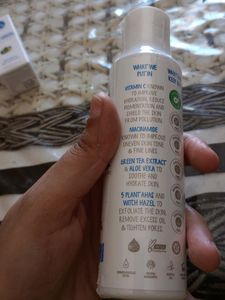 WHAT WE
PUT IN
VITAMIN C KNOWN
TO IMPROVE
HYDRATION, REDUCE
PIGMENTATION AND
SHIELD THE SKIN
FROM POLLUTION.
NIACINAMIDE
KNOWN TO IMPROVE
UNEVEN SKIN TONE
& FINE LINES
GREEN TEA EXTRACT
& ALOE VERA TO
SOOTHE AND
HYDRATE SKIN.
5 PLANT AHAS AND
WITCH HAZEL TO
EXFOLIATE THE SKIN,
REMOVE EXCESS OIL
& TIGHTEN PORES.